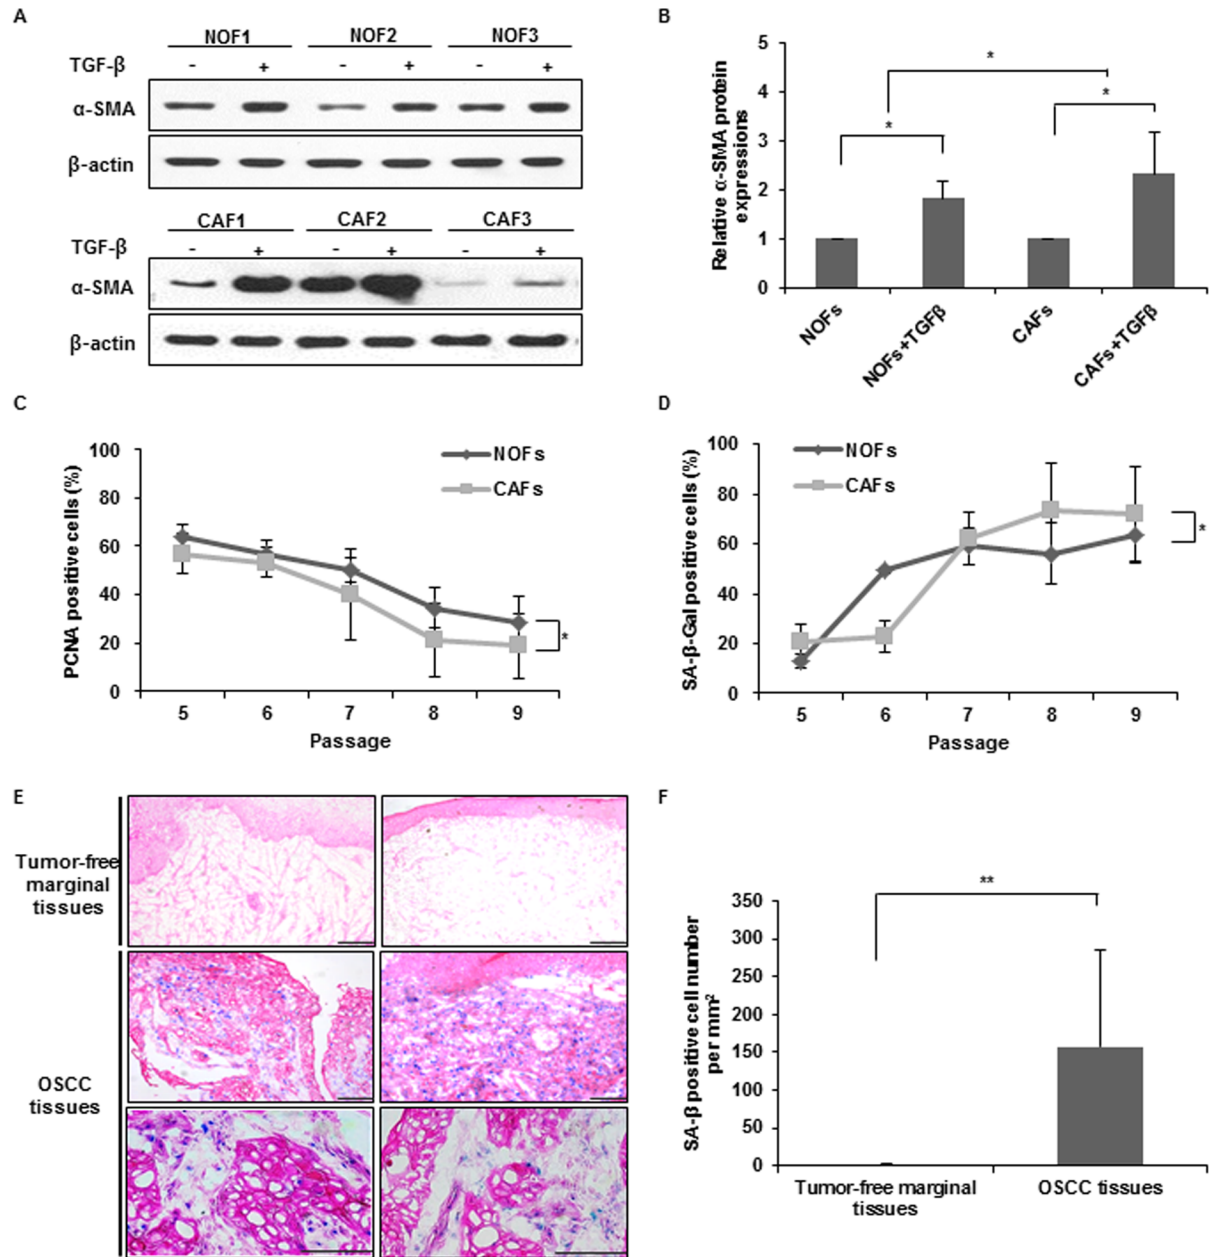 A
NOF1 NOF2 NOF3
TGF-β - + - + - +
α-SMA
β-actin
CAF1 CAF2 CAF3
TGF-β - + - + - +
α-SMA
β-actin
B
Relative α-SMA protein
expressions
5
4
3
2
1
0
*
*
*
NOFs
NOFs+TGFβ
CAFs
CAFs+TGFβ
C
PCNA positive cells (%)
100
80
60
40
20
0
NOFs
CAFs
*
5 6 7 8 9
Passage
D
SA-β-Gal positive cells (%)
100
80
60
40
20
0
NOFs
CAFs
*
5 6 7 8 9
Passage
E
Tumor-free
marginal
tissues
OSCC
tissues
F
SA-β positive cell number
per mm²
350
300
250
200
150
100
50
0
**
Tumor-free marginal
tissues
OSCC tissues